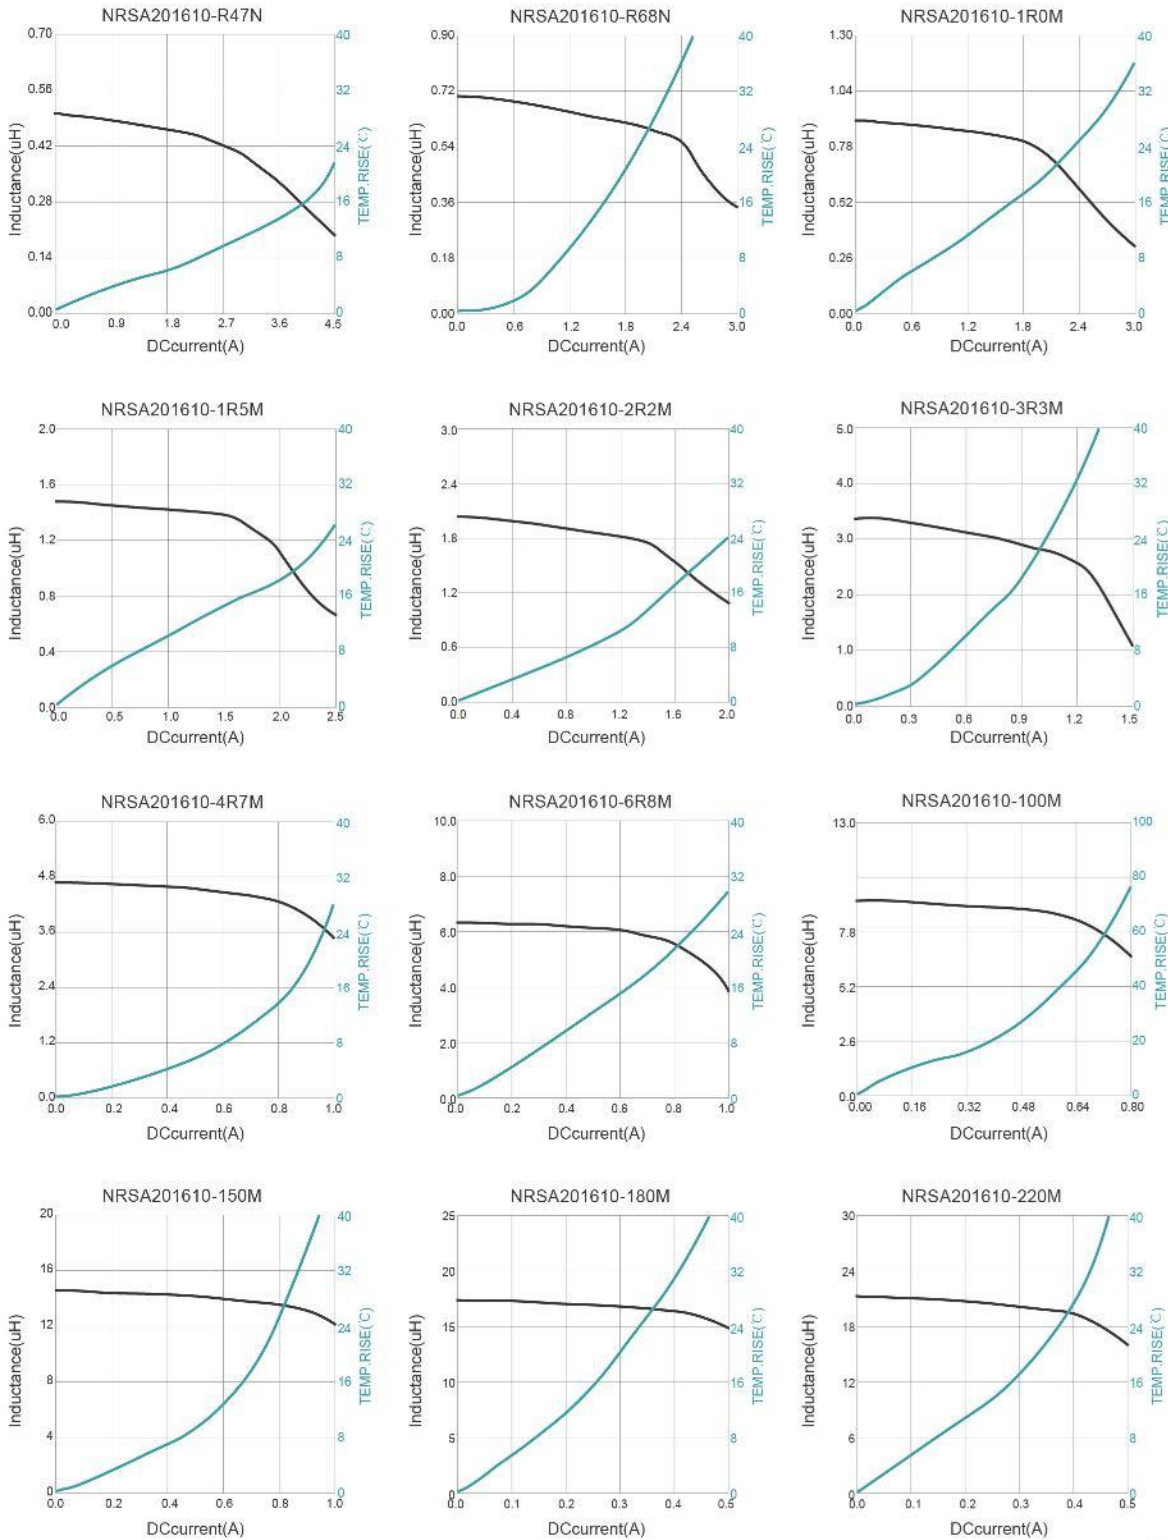 NRSA201610-R47N
0.70
0.56
0.42
0.28
0.14
0.00
Inductance(uH)
40
32
24
16
8
0
TEMP.RISE(℃)
0.0 0.9 1.8 2.7 3.6 4.5
DCcurrent(A)
NRSA201610-R68N
0.90
0.72
0.54
0.36
0.18
0.00
Inductance(uH)
40
32
24
16
8
0
TEMP.RISE(℃)
0.0 0.6 1.2 1.8 2.4 3.0
DCcurrent(A)
NRSA201610-1R0M
1.30
1.04
0.78
0.52
0.26
0.00
Inductance(uH)
40
32
24
16
8
0
TEMP.RISE(℃)
0.0 0.6 1.2 1.8 2.4 3.0
DCcurrent(A)
NRSA201610-1R5M
2.0
1.6
1.2
0.8
0.4
0.0
Inductance(uH)
40
32
24
16
8
0
TEMP.RISE(℃)
0.0 0.5 1.0 1.5 2.0 2.5
DCcurrent(A)
NRSA201610-2R2M
3.0
2.4
1.8
1.2
0.6
0.0
Inductance(uH)
40
32
24
16
8
0
TEMP.RISE(℃)
0.0 0.4 0.8 1.2 1.6 2.0
DCcurrent(A)
NRSA201610-3R3M
5.0
4.0
3.0
2.0
1.0
0.0
Inductance(uH)
40
32
24
16
8
0
TEMP.RISE(℃)
0.0 0.3 0.6 0.9 1.2 1.5
DCcurrent(A)
NRSA201610-4R7M
6.0
4.8
3.6
2.4
1.2
0.0
Inductance(uH)
40
32
24
16
8
0
TEMP.RISE(℃)
0.0 0.2 0.4 0.6 0.8 1.0
DCcurrent(A)
NRSA201610-6R8M
10.0
8.0
6.0
4.0
2.0
0.0
Inductance(uH)
40
32
24
16
8
0
TEMP.RISE(℃)
0.0 0.2 0.4 0.6 0.8 1.0
DCcurrent(A)
NRSA201610-100M
13.0
7.8
5.2
2.6
0.0
Inductance(uH)
100
80
60
40
20
0
TEMP.RISE(℃)
0.00 0.16 0.32 0.48 0.64 0.80
DCcurrent(A)
NRSA201610-150M
20
16
12
8
4
0
Inductance(uH)
40
32
24
16
8
0
TEMP.RISE(℃)
0.0 0.2 0.4 0.6 0.8 1.0
DCcurrent(A)
NRSA201610-180M
25
20
15
10
5
0
Inductance(uH)
40
32
24
16
8
0
TEMP.RISE(℃)
0.0 0.1 0.2 0.3 0.4 0.5
DCcurrent(A)
NRSA201610-220M
30
24
18
12
6
0
Inductance(uH)
40
32
24
16
8
0
TEMP.RISE(℃)
0.0 0.1 0.2 0.3 0.4 0.5
DCcurrent(A)